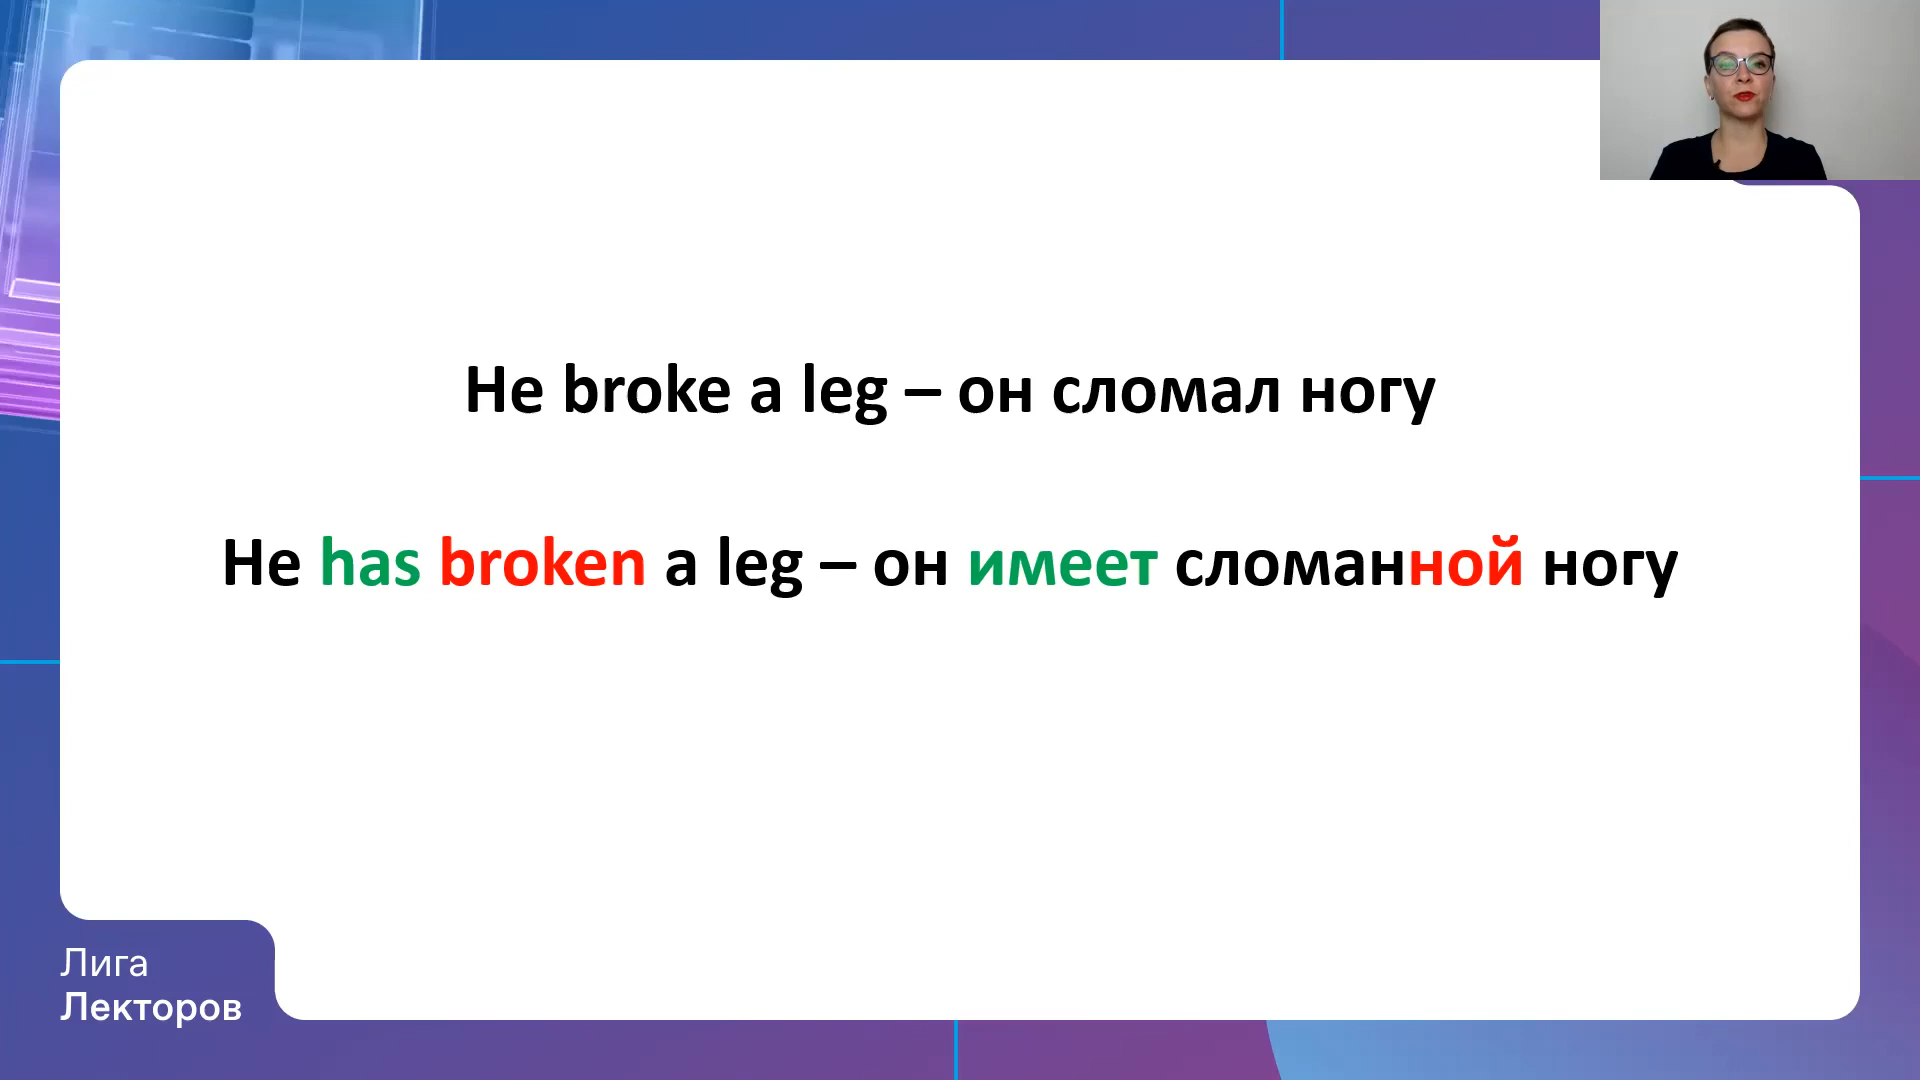 He broke a leg – он сломал ногу
He has broken a leg – он имеет сломанной ногу
Лига
Лекторов